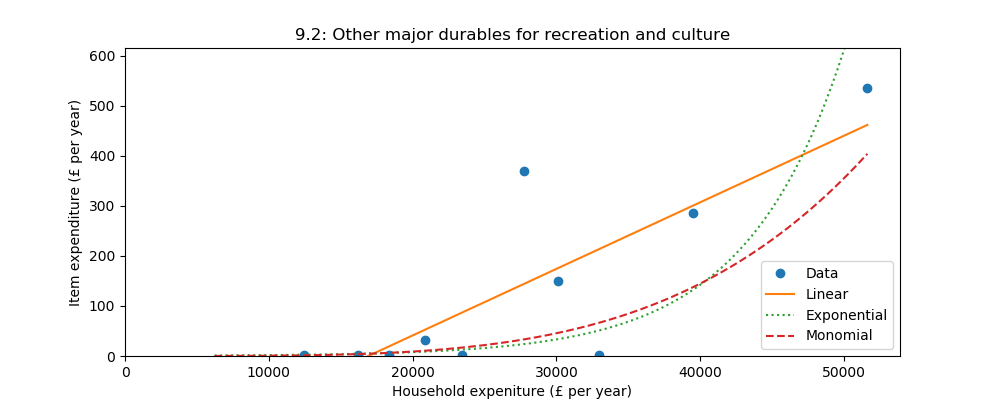 9.2: Other major durables for recreation and culture
Item expenditure (£ per year)
600
500
400
300
200
100
0
0 10000 20000 30000 40000 50000
Household expeniture (£ per year)
Data
Linear
Exponential
Monomial